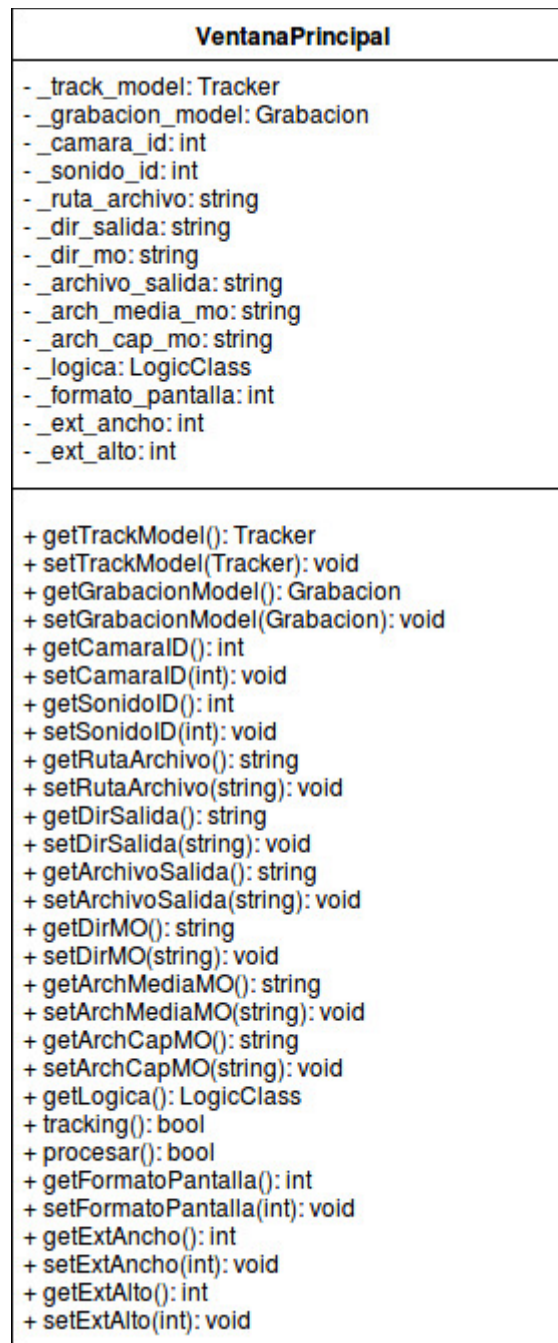 VentanaPrincipal
- _track_model: Tracker
- _grabacion_model: Grabacion
- _camara_id: int
- _sonido_id: int
- _ruta_archivo: string
- _dir_salida: string
- _dir_mo: string
- _archivo_salida: string
- _arch_media_mo: string
- _arch_cap_mo: string
- _logica: LogicClass
- _formato_pantalla: int
- _ext_ancho: int
- _ext_alto: int
+ getTrackModel(): Tracker
+ setTrackModel(Tracker): void
+ getGrabacionModel(): Grabacion
+ setGrabacionModel(Grabacion): void
+ getCamaraID(): int
+ setCamaraID(int): void
+ getSonidoID(): int
+ setSonidoID(int): void
+ getRutaArchivo(): string
+ setRutaArchivo(string): void
+ getDirSalida(): string
+ setDirSalida(string): void
+ getArchivoSalida(): string
+ setArchivoSalida(string): void
+ getDirMO(): string
+ setDirMO(string): void
+ getArchMediaMO(): string
+ setArchMediaMO(string): void
+ getArchCapMO(): string
+ setArchCapMO(string): void
+ getLogica(): LogicClass
+ tracking(): bool
+ procesar(): bool
+ getFormatoPantalla(): int
+ setFormatoPantalla(int): void
+ getExtAncho(): int
+ setExtAncho(int): void
+ getExtAlto(): int
+ setExtAlto(int): void